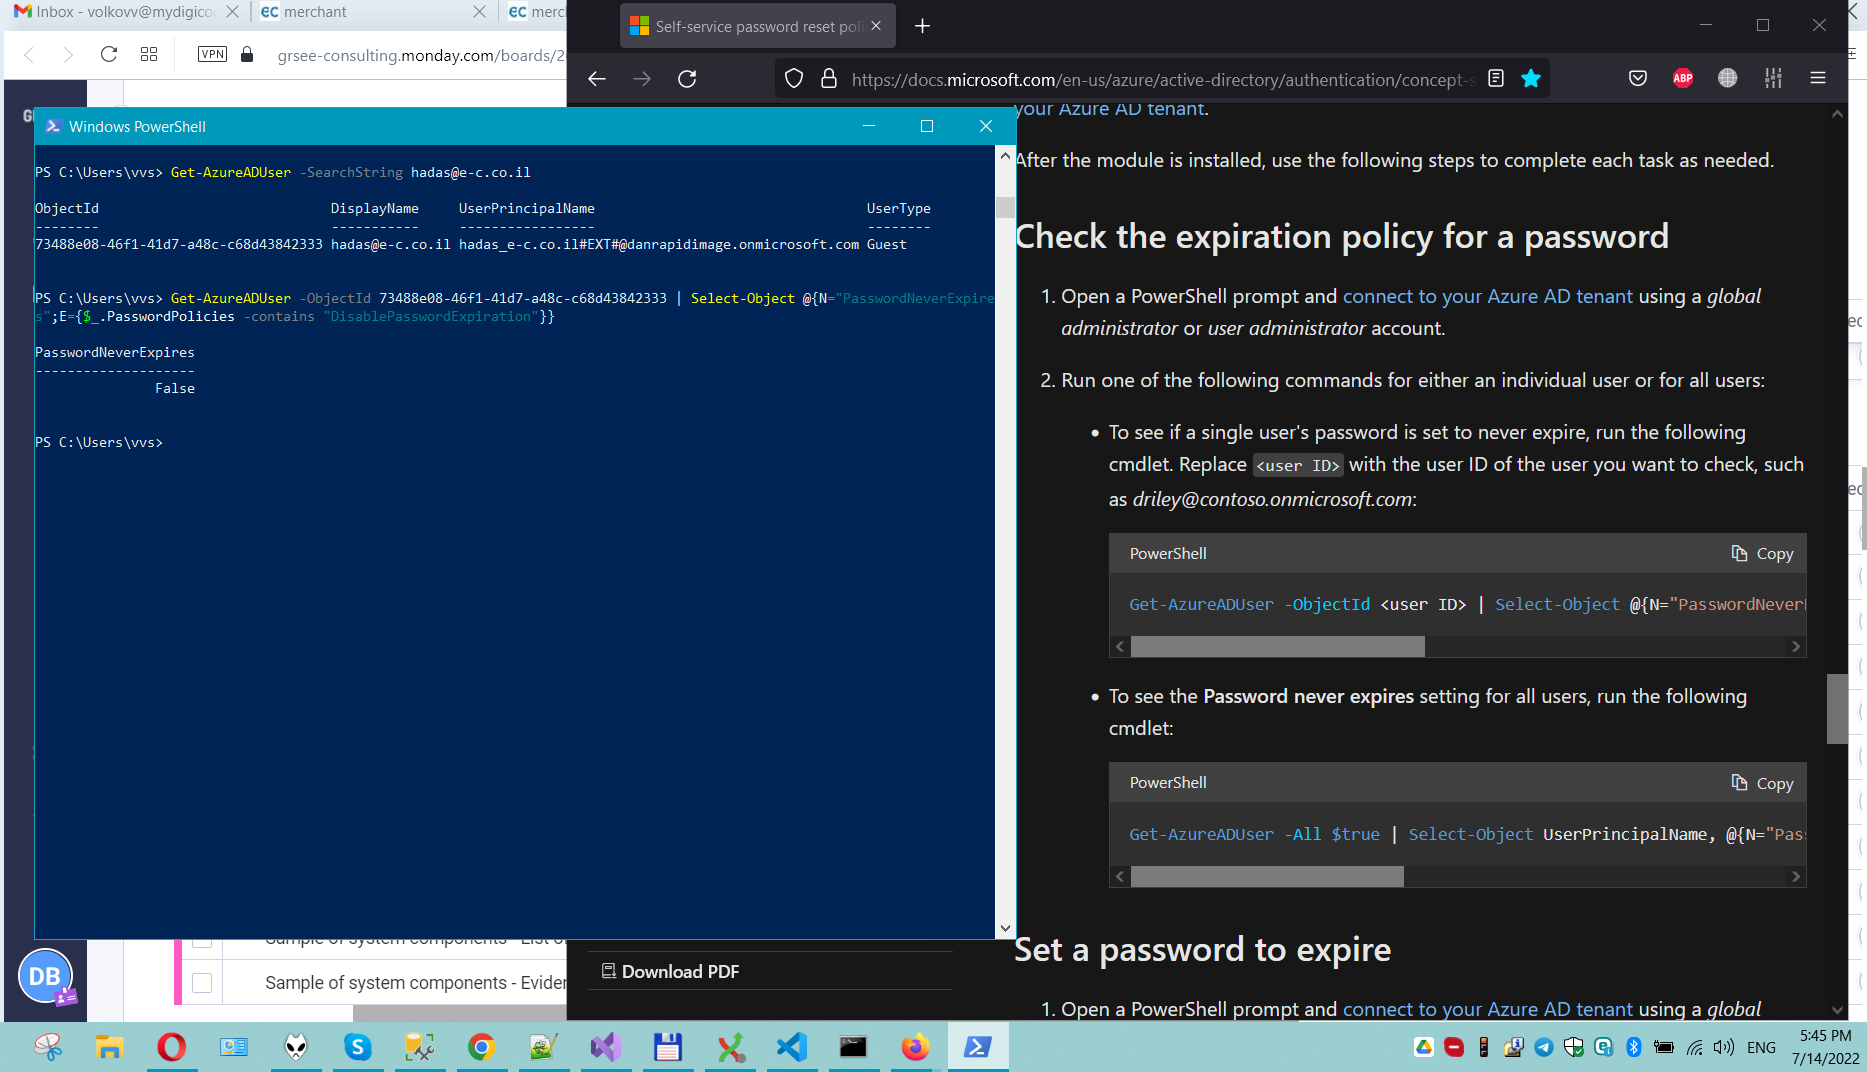 Inbox - volkovv@mydigico
merchant
merc
VPN
grsee-consulting.monday.com/boards/2
Self-service password reset poli
https://docs.microsoft.com/en-us/azure/active-directory/authentication/concept-s
ABP
Windows PowerShell
PS C:\Users\vvs> Get-AzureADUser -SearchString hadas@e-c.co.il
ObjectId DisplayName UserPrincipalName UserType
-------- ----------- ----------------- --------
73488e08-46f1-41d7-a48c-c68d43842333 hadas@e-c.co.il hadas_e-c.co.il#EXT#@danrapidimage.onmicrosoft.com Guest
PS C:\Users\vvs> Get-AzureADUser -ObjectId 73488e08-46f1-41d7-a48c-c68d43842333 | Select-Object @{N="PasswordNeverExpire
s";E={$_.PasswordPolicies -contains "DisablePasswordExpiration"}}
PasswordNeverExpires
--------------------
False
PS C:\Users\vvs>
your Azure AD tenant.
After the module is installed, use the following steps to complete each task as needed.
Check the expiration policy for a password
1. Open a PowerShell prompt and connect to your Azure AD tenant using a global
administrator or user administrator account.
2. Run one of the following commands for either an individual user or for all users:
• To see if a single user's password is set to never expire, run the following
cmdlet. Replace <user ID> with the user ID of the user you want to check, such
as driley@contoso.onmicrosoft.com:
PowerShell
Copy
Get-AzureADUser -ObjectId <user ID> | Select-Object @{N="PasswordNever
• To see the Password never expires setting for all users, run the following
cmdlet:
PowerShell
Copy
Get-AzureADUser -All $true | Select-Object UserPrincipalName, @{N="Pas
Set a password to expire
1. Open a PowerShell prompt and connect to your Azure AD tenant using a global
Download PDF
Sample of system components - List o
Sample of system components - Eviden
DB
ENG
5:45 PM
7/14/2022